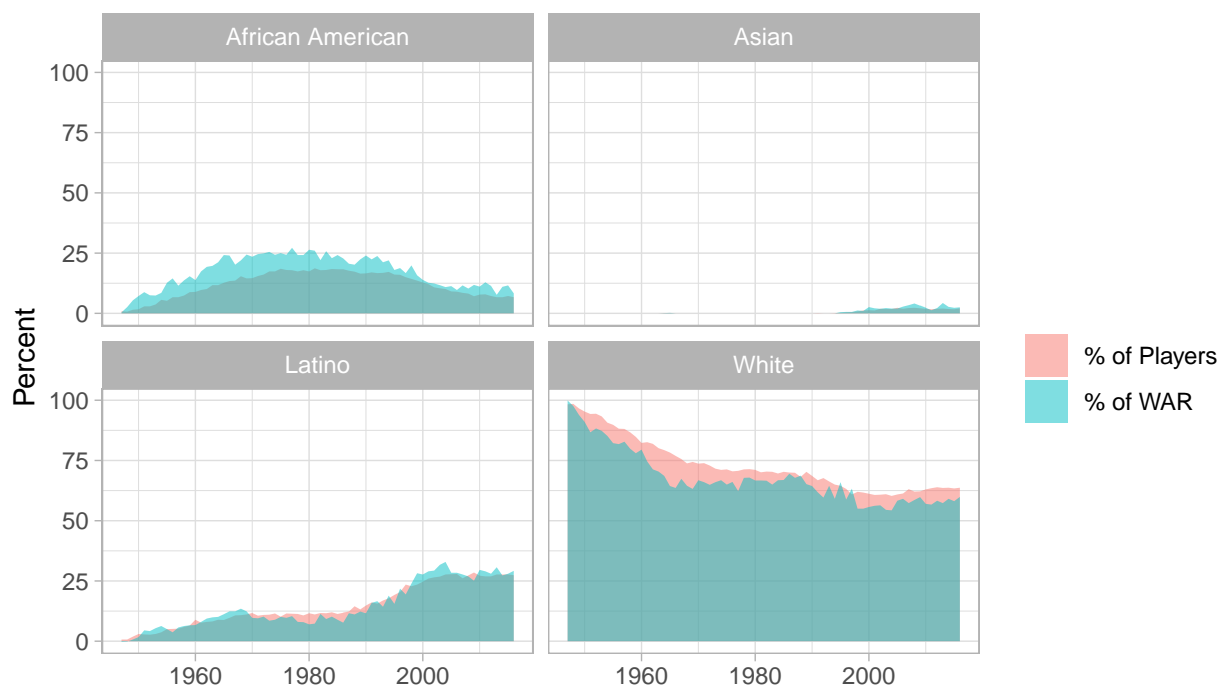 African American
Asian
100
75
50
25
0
Percent
Latino
White
100
75
50
25
0
1960 1980 2000
1960 1980 2000
% of Players
% of WAR